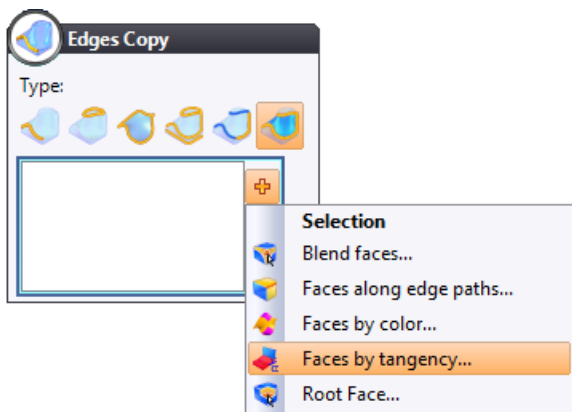 Edges Copy
Type:
Selection
Blend faces...
Faces along edge paths...
Faces by color...
Faces by tangency...
Root Face...